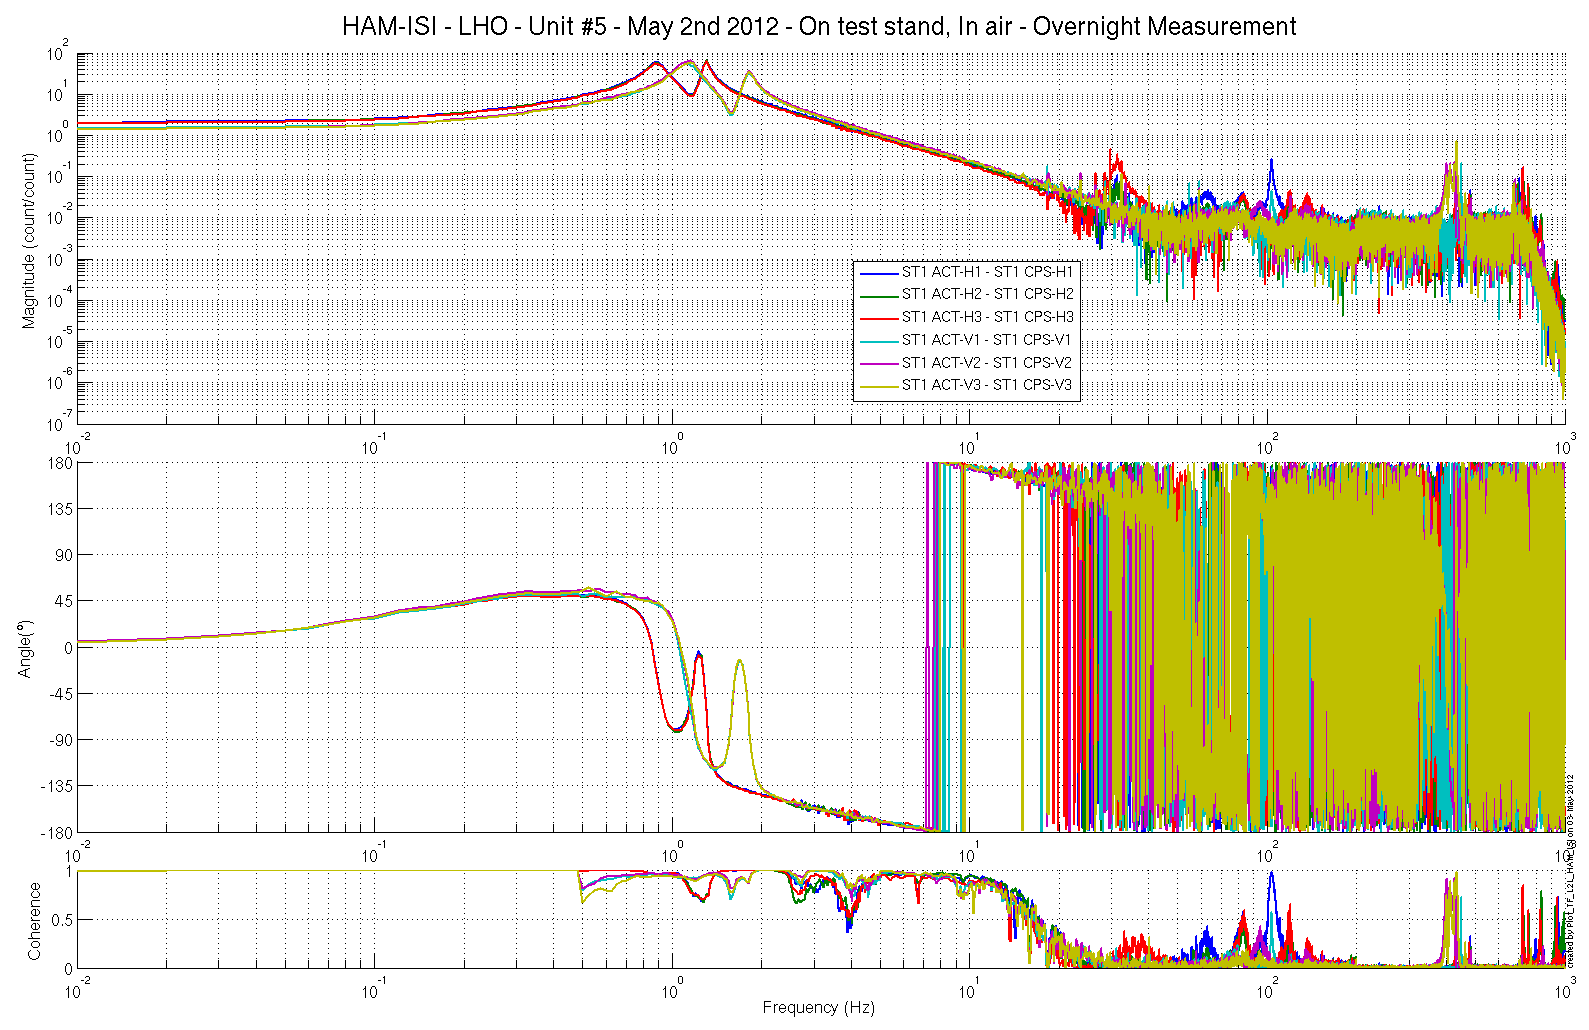 HAM-ISI - LHO - Unit #5 - May 2nd 2012 - On test stand, In air - Overnight Measurement
Magnitude (count/count)
10^2
10^1
10^0
10^-1
10^-2
10^-3
10^-4
10^-5
10^-6
10^-7
ST1 ACT-H1 - ST1 CPS-H1
ST1 ACT-H2 - ST1 CPS-H2
ST1 ACT-H3 - ST1 CPS-H3
ST1 ACT-V1 - ST1 CPS-V1
ST1 ACT-V2 - ST1 CPS-V2
ST1 ACT-V3 - ST1 CPS-V3
10^-2 10^-1 10^0 10^1 10^2 10^3
Angle(°)
180
135
90
45
0
-45
-90
-135
-180
10^-2 10^-1 10^0 10^1 10^2 10^3
Coherence
1
0.5
0
10^-2 10^-1 10^0 10^1 10^2 10^3
Frequency (Hz)
on 03-May-2012